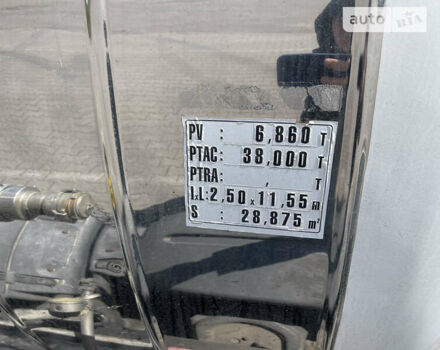 auto RIA
PV : 6,860 T
PTAC: 38,000 T
PTRA: , T
L.L: 2,50 x 11,55 m
S : 28,875 m²